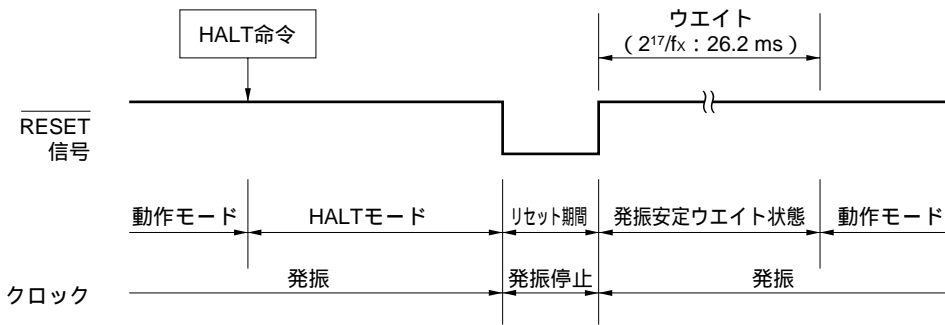 HALT命令
ウエイト
（2¹⁷/fx：26.2 ms）
RESET
信号
動作モード
HALTモード
リセット期間
発振安定ウエイト状態
動作モード
クロック
発振
発振停止
発振